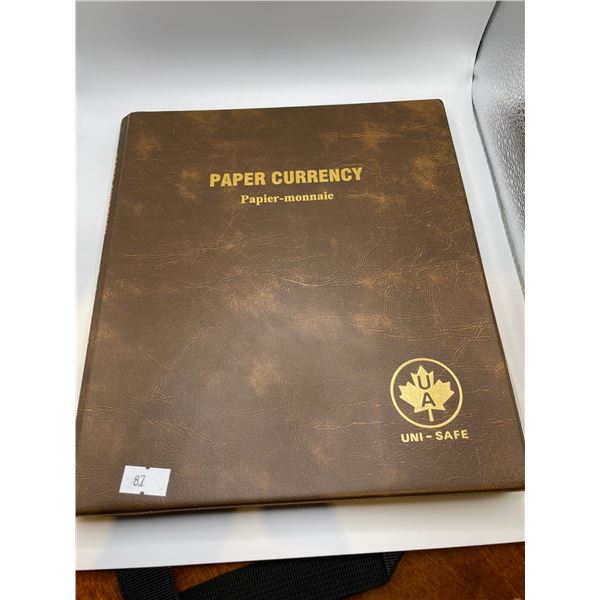 PAPER CURRENCY
Papier-monnaie
U
A
UNI-SAFE
87